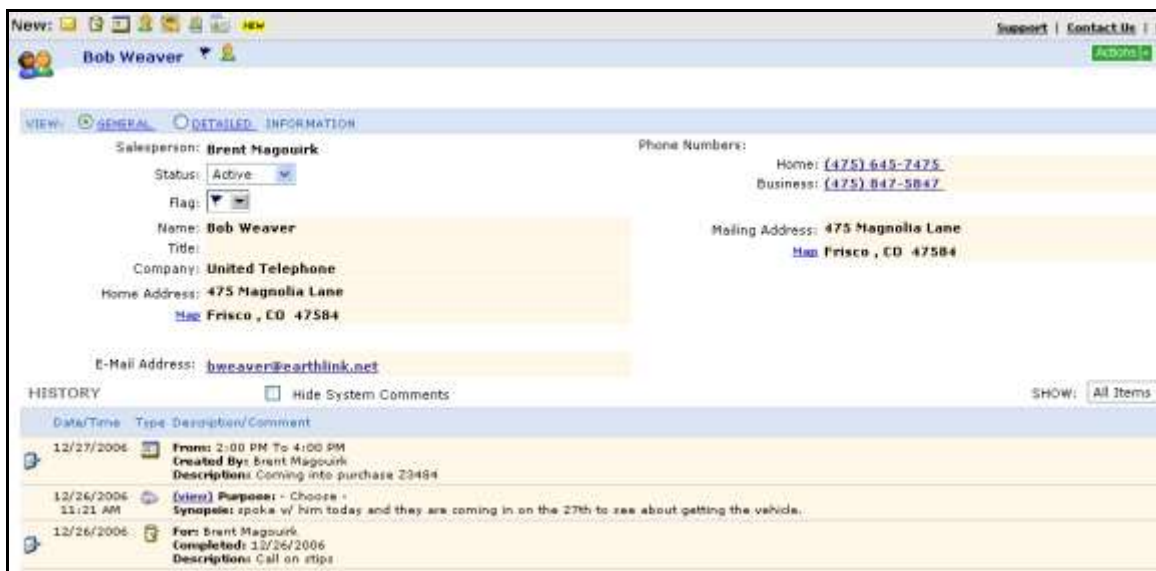 New: NEW
Support | Contact Us |
Bob Weaver
Actions
VIEW: GENERAL DETAILED INFORMATION
Salesperson: Brent Magouirk
Phone Numbers:
Status: Active
Home: (475) 645-7475
Business: (475) 847-5847
Flag:
Name: Bob Weaver
Mailing Address: 475 Magnolia Lane
Title:
Map Frisco , CO 47584
Company: United Telephone
Home Address: 475 Magnolia Lane
Map Frisco , CO 47584
E-Mail Address: bweaver@earthlink.net
HISTORY Hide System Comments SHOW: All Items
Date/Time Type Description/Comment
12/27/2006 From: 2:00 PM To 4:00 PM
Created By: Brent Magouirk
Description: Coming into purchase Z3484
12/26/2006 (view) Purpose: - Choose -
11:21 AM Synopsis: spoke w/ him today and they are coming in on the 27th to see about getting the vehicle.
12/26/2006 For: Brent Magouirk
Completed: 12/26/2006
Description: Call on stips